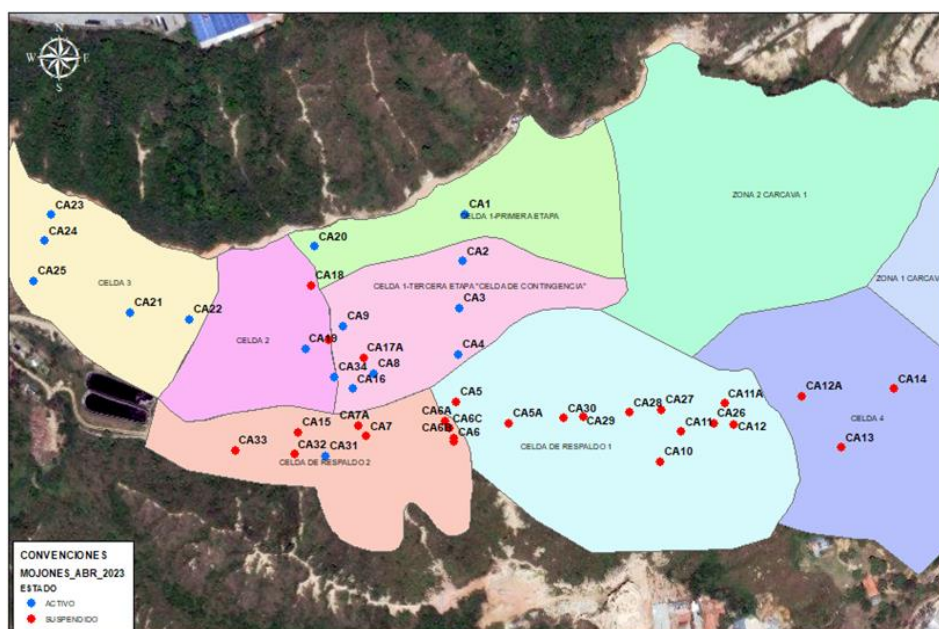 N
W E
S
CA23
CA24
CA25
CELDA 3
CA21
CA22
CA20
CA1
CELDA 1-PRIMERA ETAPA
ZONA 2 CARCAVA 1
CA18
CA2
CELDA 1-TERCERA ETAPA "CELDA DE CONTINGENCIA"
ZONA 1 CARCAVA
CA3
CA9
CELDA 2
CA19
CA17A
CA4
CA8
CA34
CA16
CA5
CA12A
CA14
CA11A
CA6A
CA6C
CA6B
CA6
CA5A
CA30
CA29
CA28
CA27
CA26
CA11
CA12
CELDA 4
CA13
CA15
CA7A
CA7
CA33
CA32
CA31
CELDA DE RESPALDO 2
CELDA DE RESPALDO 1
CA10
CONVENCIONES
MOJONES_ABR_2023
ESTADO
ACTIVO
SUSPENDIDO